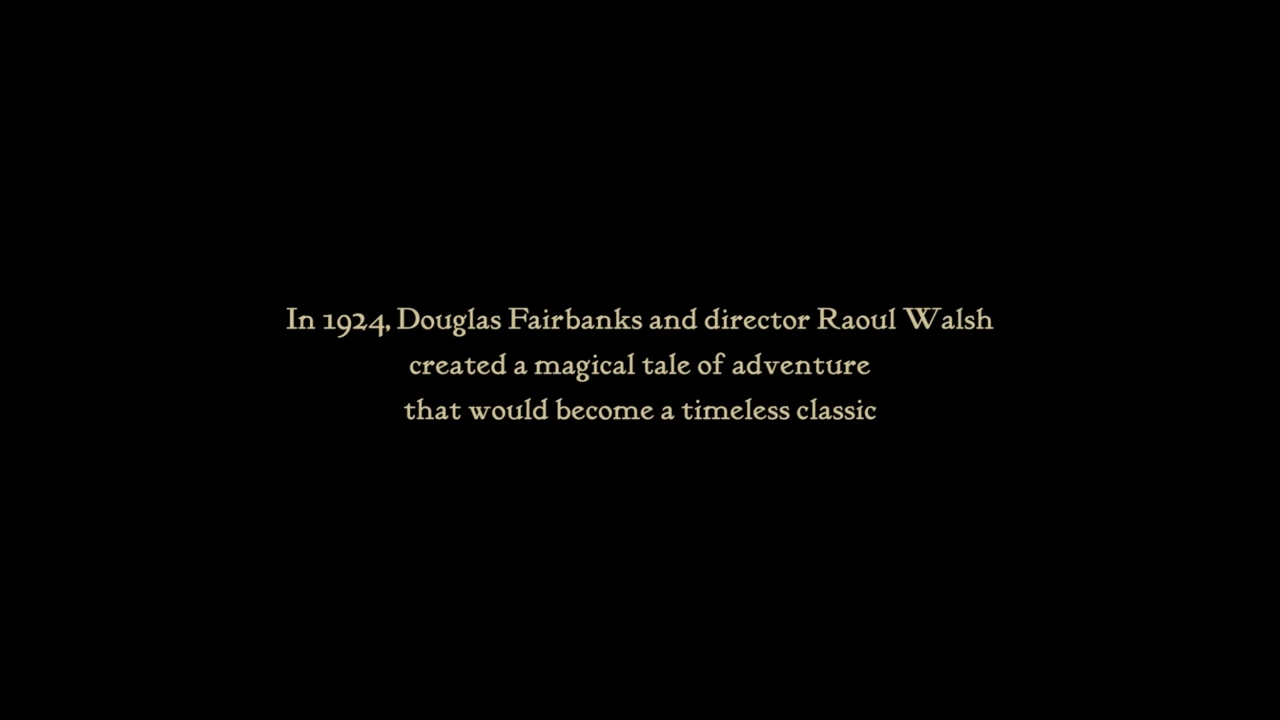 In 1924, Douglas Fairbanks and director Raoul Walsh
created a magical tale of adventure
that would become a timeless classic